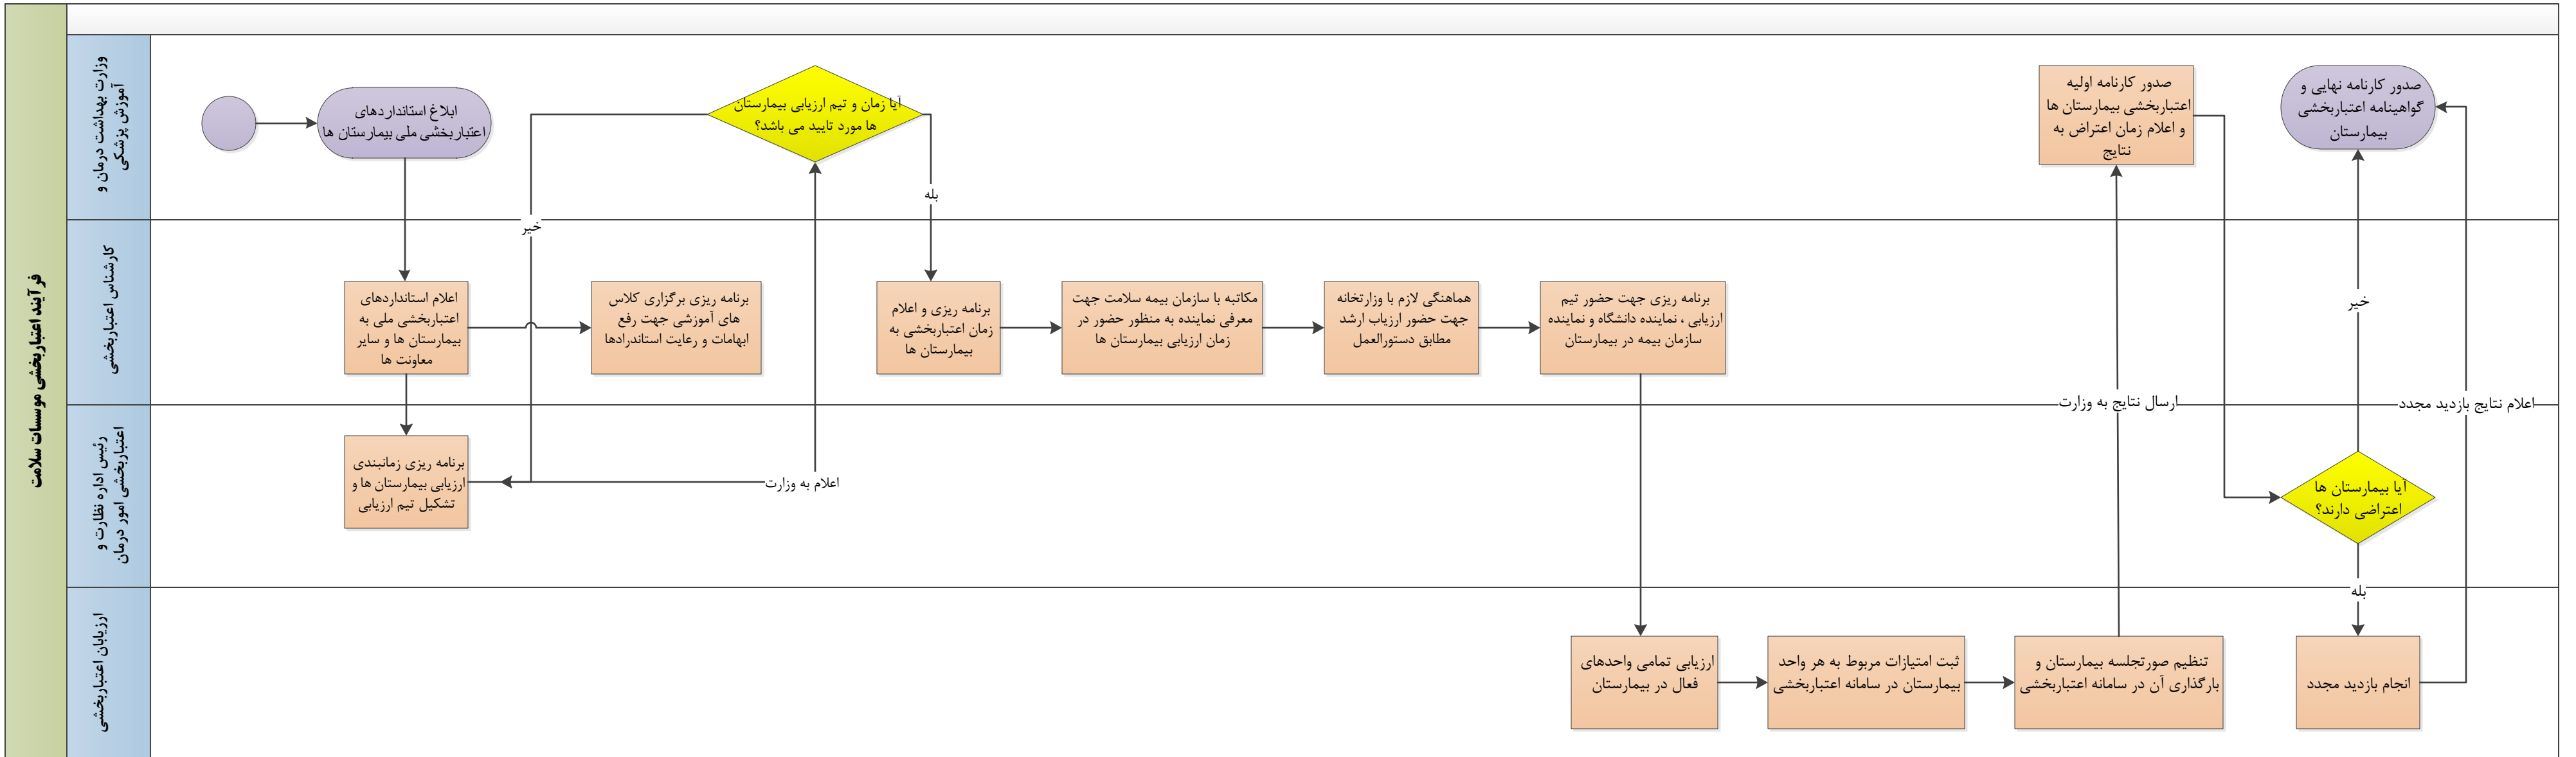 فرآیند اعتباربخشی موسسات سلامت
وزارت بهداشت درمان و
آموزش پزشکی
ابلاغ استانداردهای
اعتباربخشی ملی بیمارستان ها
آیا زمان و تیم ارزیابی بیمارستان
ها مورد تایید می باشد؟
خیر
بله
صدور کارنامه اولیه
اعتباربخشی بیمارستان ها
و اعلام زمان اعتراض به
نتایج
صدور کارنامه نهایی و
گواهینامه اعتباربخشی
بیمارستان
کارشناس اعتباربخشی
اعلام استانداردهای
اعتباربخشی ملی به
بیمارستان ها و سایر
معاونت ها
برنامه ریزی برگزاری کلاس
های آموزشی جهت رفع
ابهامات و رعایت استاندرادها
برنامه ریزی و اعلام
زمان اعتباربخشی به
بیمارستان ها
مکاتبه با سازمان بیمه سلامت جهت
معرفی نماینده به منظور حضور در
زمان ارزیابی بیمارستان ها
هماهنگی لازم با وزارتخانه
جهت حضور ارزیاب ارشد
مطابق دستورالعمل
برنامه ریزی جهت حضور تیم
ارزیابی ، نماینده دانشگاه و نماینده
سازمان بیمه در بیمارستان
خیر
ارسال نتایج به وزارت
اعلام نتایج بازدید مجدد
رئیس اداره نظارت و
اعتباربخشی امور درمان
برنامه ریزی زمانبندی
ارزیابی بیمارستان ها و
تشکیل تیم ارزیابی
اعلام به وزارت
آیا بیمارستان ها
اعتراضی دارند؟
بله
ارزیابان اعتباربخشی
ارزیابی تمامی واحدهای
فعال در بیمارستان
ثبت امتیازات مربوط به هر واحد
بیمارستان در سامانه اعتباربخشی
تنظیم صورتجلسه بیمارستان و
بارگذاری آن در سامانه اعتباربخشی
انجام بازدید مجدد